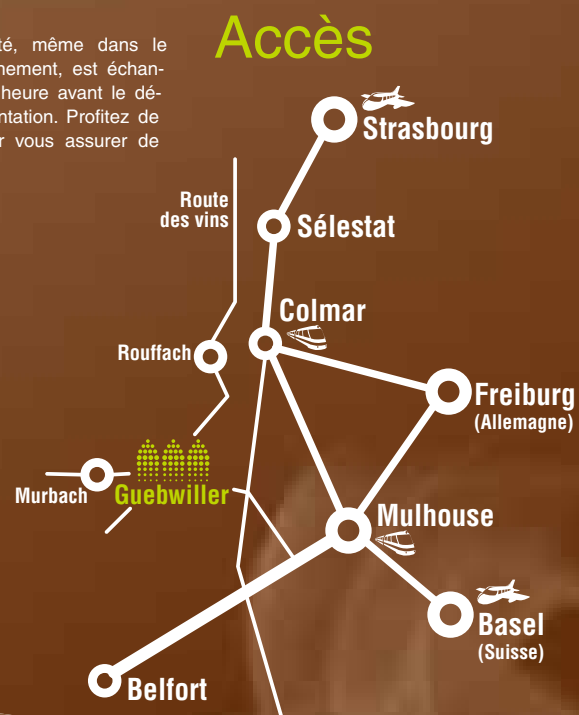 té, même dans le
nement, est échan-
heure avant le dé-
ntation. Profitez de
r vous assurer de
Accès
Strasbourg
Route
des vins
Sélestat
Colmar
Rouffach
Freiburg
(Allemagne)
Murbach
Guebwiller
Mulhouse
Basel
(Suisse)
Belfort